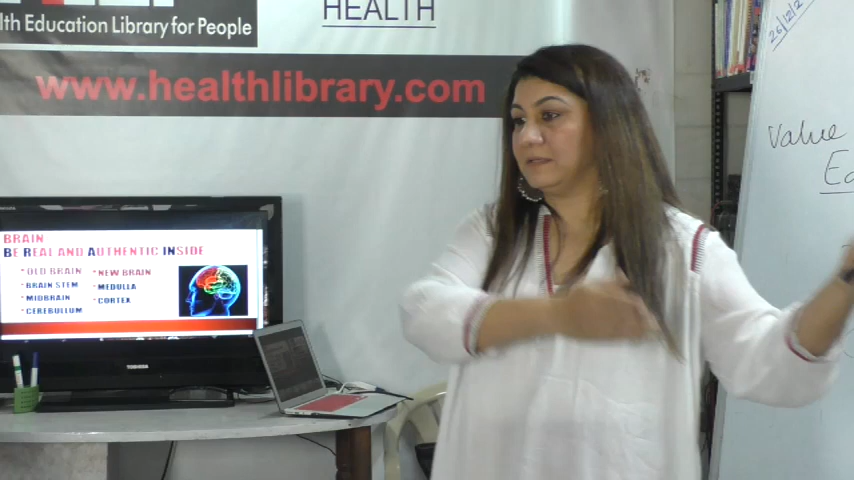 HEALTH
lth Education Library for People
www.healthlibrary.com
26/12/2
Value
BRAIN
BE REAL AND AUTHENTIC INSIDE
*OLD BRAIN *NEW BRAIN
*BRAIN STEM *MEDULLA
*MIDBRAIN *CORTEX
*CEREBULLUM
TOSHIBA